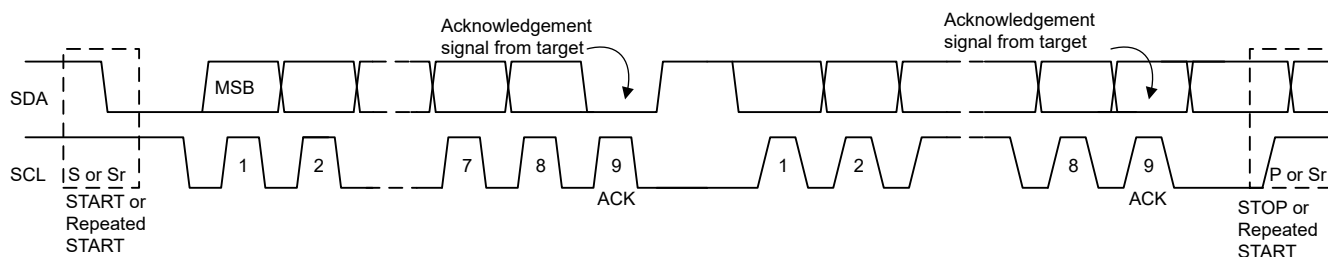 Acknowledgement
signal from target
Acknowledgement
signal from target
SDA
MSB
SCL
S or Sr
1
2
7
8
9
1
2
8
9
P or Sr
START or
Repeated
START
ACK
ACK
STOP or
Repeated
START